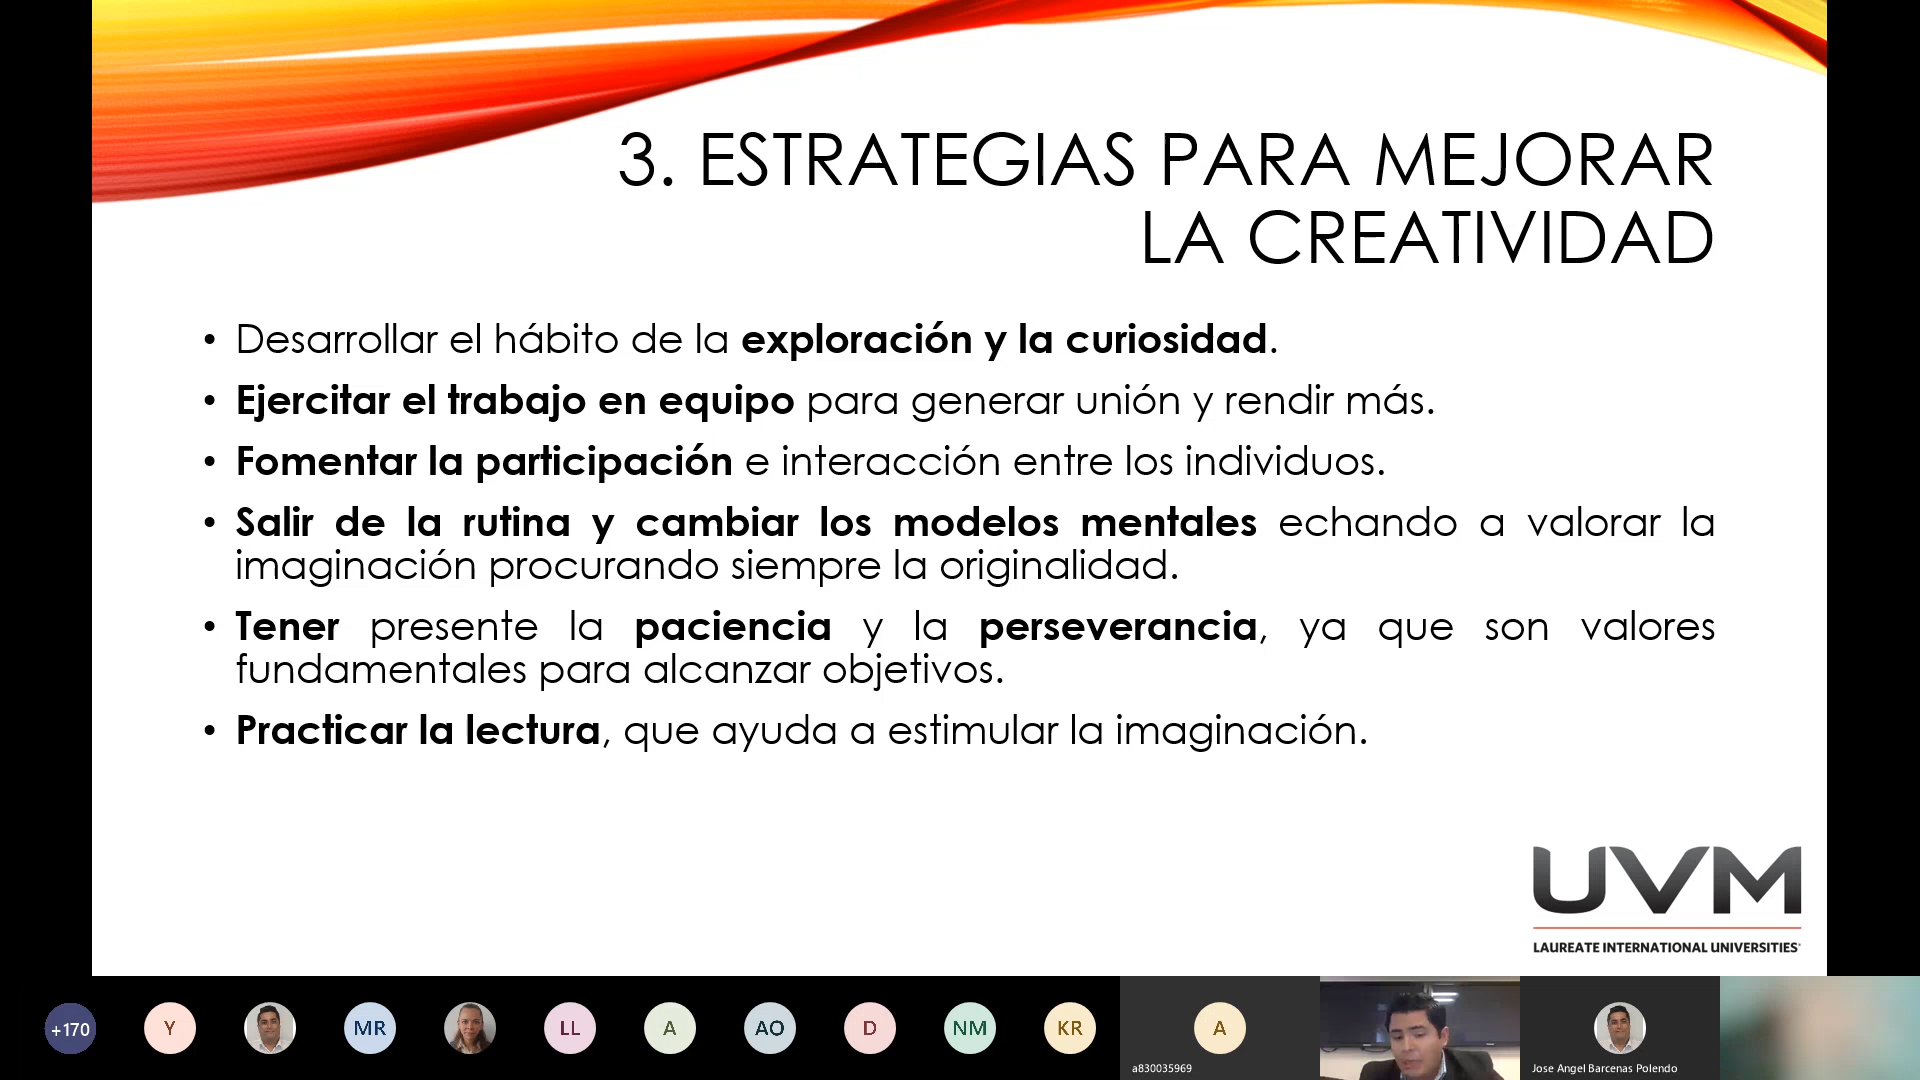 3. ESTRATEGIAS PARA MEJORAR
LA CREATIVIDAD
• Desarrollar el hábito de la exploración y la curiosidad.
• Ejercitar el trabajo en equipo para generar unión y rendir más.
• Fomentar la participación e interacción entre los individuos.
• Salir de la rutina y cambiar los modelos mentales echando a valorar la
imaginación procurando siempre la originalidad.
• Tener presente la paciencia y la perseverancia, ya que son valores
fundamentales para alcanzar objetivos.
• Practicar la lectura, que ayuda a estimular la imaginación.
UVM
LAUREATE INTERNATIONAL UNIVERSITIES
+170 Y MR LL A AO D NM KR A
a830035969 Jose Angel Barcenas Polendo